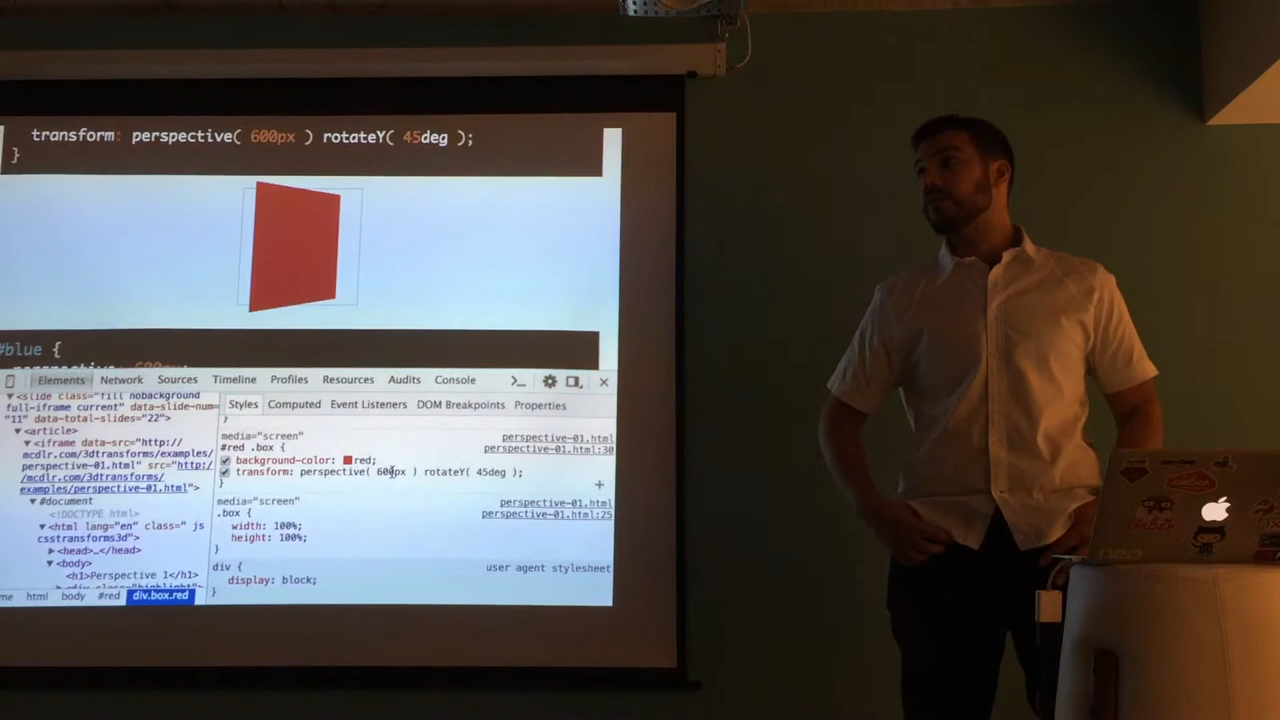 transform: perspective( 600px ) rotateY( 45deg );
}
#blue {
perspective: 600px;
Elements Network Sources Timeline Profiles Resources Audits Console
▼<slide class="fill nobackground
full-iframe current" data-slide-num=
"11" data-total-slides="22">
▼<article>
▼<iframe data-src="http://
mcdlr.com/3dtransforms/examples/
perspective-01.html" src="http:/
/mcdlr.com/3dtransforms/
examples/perspective-01.html">
▼#document
<!DOCTYPE html>
▼<html lang="en" class=" js
csstransforms3d">
▶<head>…</head>
▼<body>
<h1>Perspective 1</h1>
me html body #red div.box.red
Styles Computed Event Listeners DOM Breakpoints Properties
}
media="screen" perspective-01.html
#red .box { perspective-01.html:30
background-color: red;
transform: perspective( 600px ) rotateY( 45deg );
}
media="screen" perspective-01.html
.box { perspective-01.html:25
width: 100%;
height: 100%;
}
div { user agent stylesheet
display: block;
}
ember